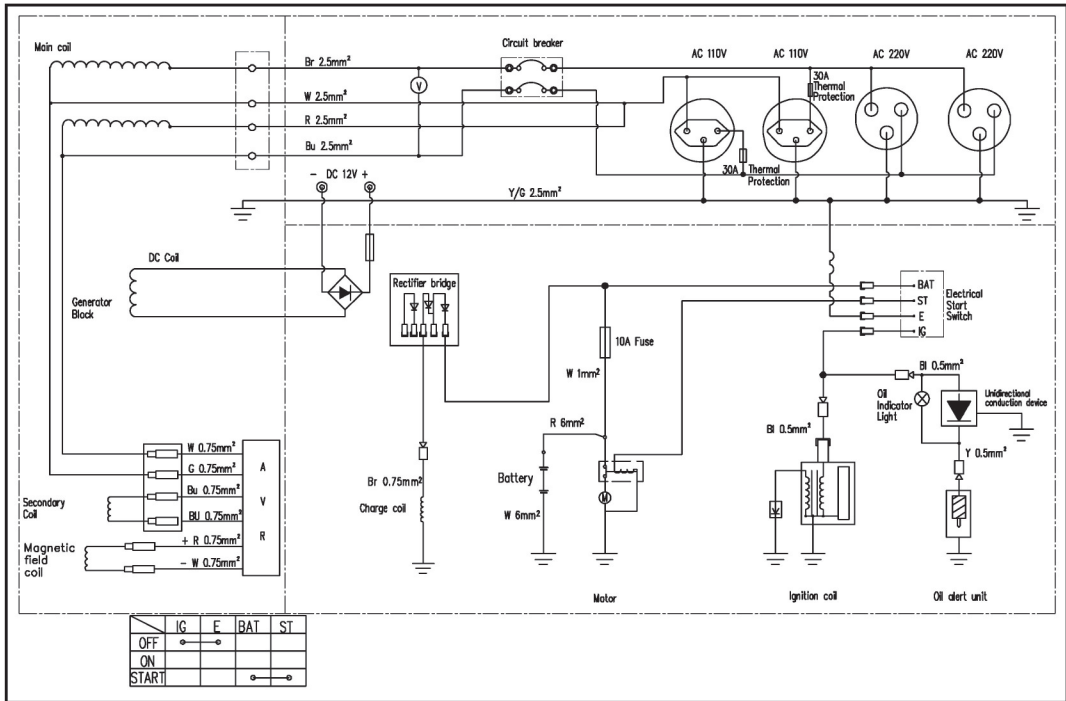 Main coil
Br 2.5mm²
Circuit breaker
AC 110V
AC 110V
AC 220V
AC 220V
V
30A
Thermal
Protection
W 2.5mm²
R 2.5mm²
Bu 2.5mm²
- DC 12V +
30A Thermal
Protection
Y/G 2.5mm²
DC Coil
Generator
Block
Rectifier bridge
10A Fuse
W 1mm²
BAT
ST
E
IG
Electrical
Start
Switch
Bl 0.5mm²
Oil
Indicator
Light
Unidirectional
conduction device
R 6mm²
Bl 0.5mm²
Y 0.5mm²
W 0.75mm²
G 0.75mm²
Bu 0.75mm²
BU 0.75mm²
+ R 0.75mm²
- W 0.75mm²
A
V
R
Secondary
Coil
Magnetic
field
coil
Br 0.75mm²
Charge coil
Battery
W 6mm²
M
Motor
Ignition coil
Oil alert unit
IG E BAT ST
OFF
ON
START